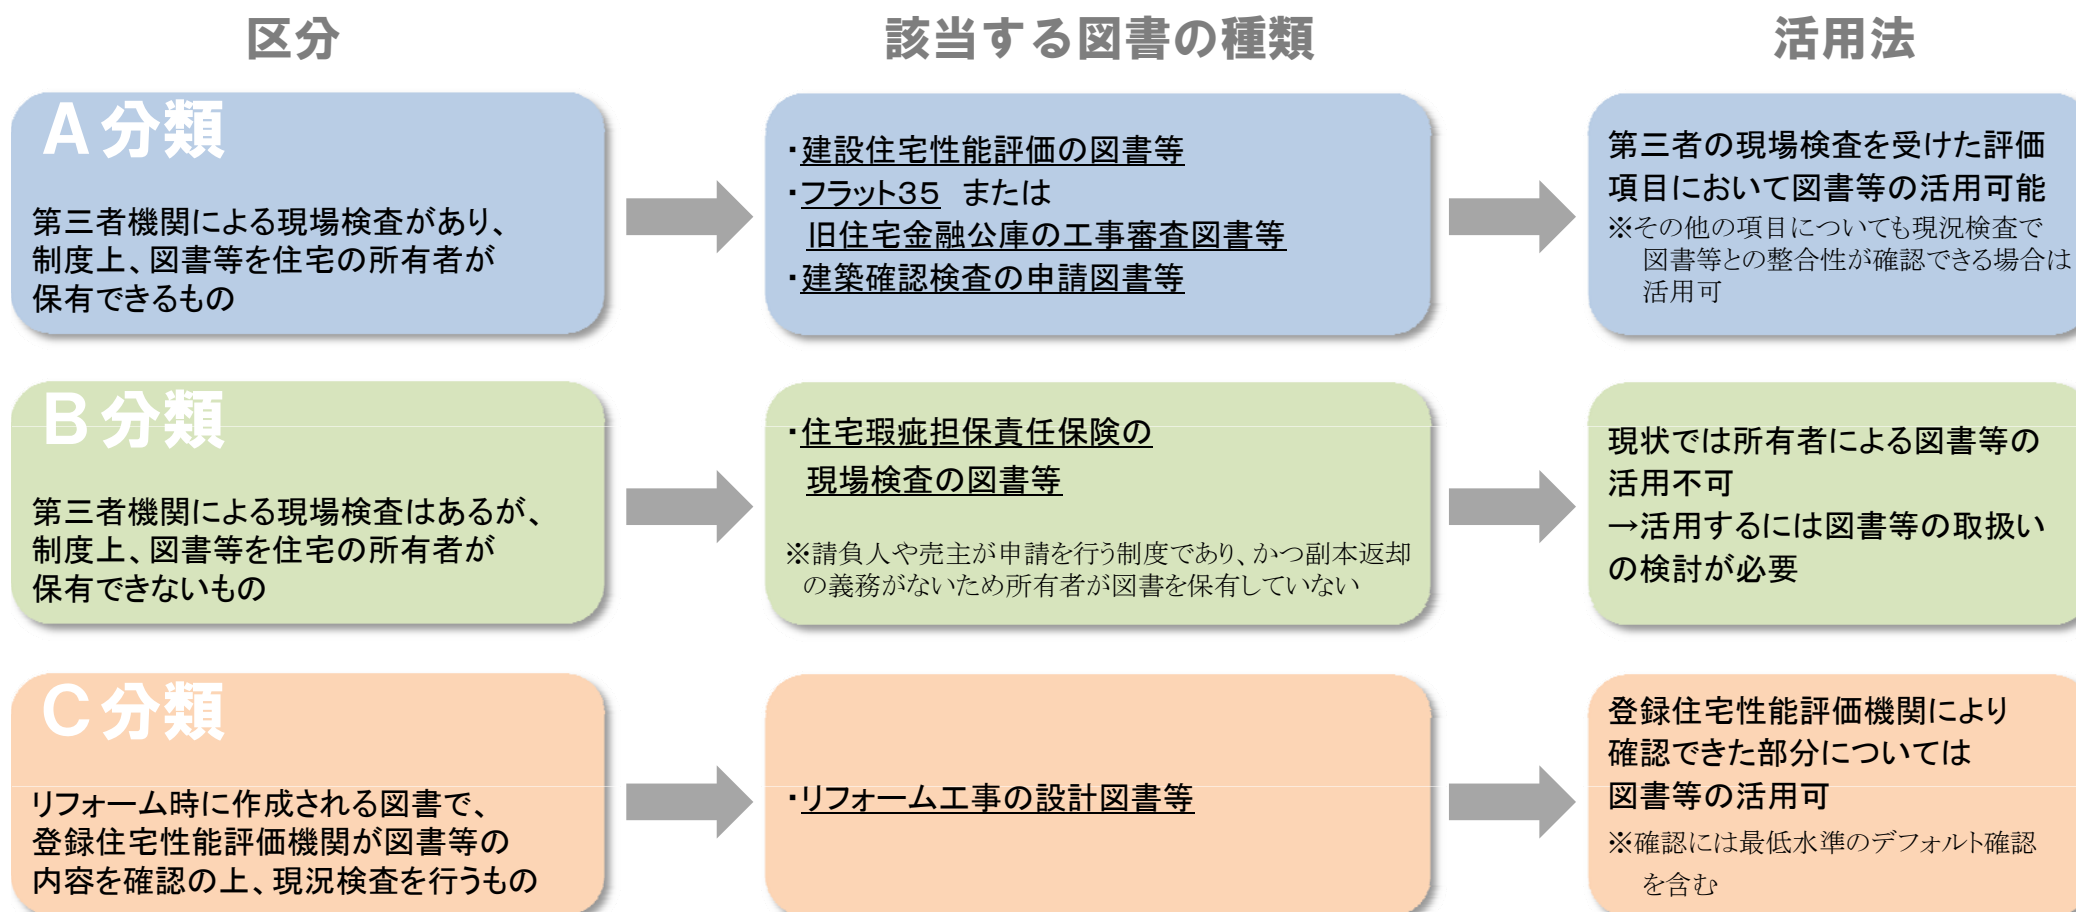 区分
該当する図書の種類
活用法
A分類
第三者機関による現場検査があり、
制度上、図書等を住宅の所有者が
保有できるもの
・建設住宅性能評価の図書等
・フラット35 または
旧住宅金融公庫の工事審査図書等
・建築確認検査の申請図書等
第三者の現場検査を受けた評価
項目において図書等の活用可能
※その他の項目についても現況検査で
図書等との整合性が確認できる場合は
活用可
B分類
第三者機関による現場検査はあるが、
制度上、図書等を住宅の所有者が
保有できないもの
・住宅瑕疵担保責任保険の
現場検査の図書等
※請負人や売主が申請を行う制度であり、かつ副本返却
の義務がないため所有者が図書を保有していない
現状では所有者による図書等の
活用不可
→活用するには図書等の取扱い
の検討が必要
C分類
リフォーム時に作成される図書で、
登録住宅性能評価機関が図書等の
内容を確認の上、現況検査を行うもの
・リフォーム工事の設計図書等
登録住宅性能評価機関により
確認できた部分については
図書等の活用可
※確認には最低水準のデフォルト確認
を含む